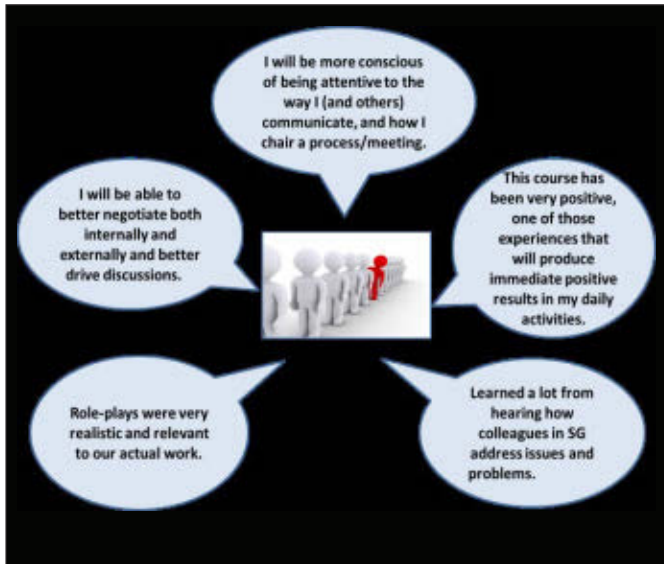 I will be more conscious
of being attentive to the
way I (and others)
communicate, and how I
chair a process/meeting.
I will be able to
better negotiate both
internally and
externally and better
drive discussions.
This course has
been very positive,
one of those
experiences that
will produce
immediate positive
results in my daily
activities.
Role-plays were very
realistic and relevant
to our actual work.
Learned a lot from
hearing how
colleagues in SG
address issues and
problems.